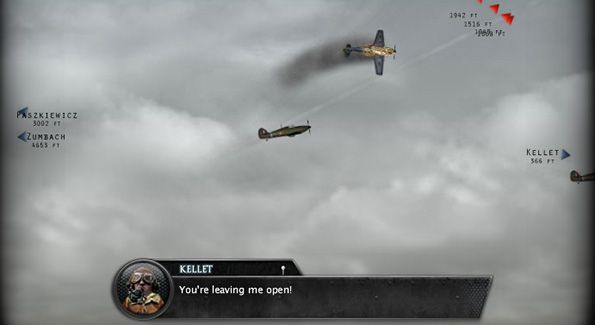 1942 FT
1516 FT
PASZKIEWICZ
3002 FT
ZUMBACH
4653 FT
KELLET
366 FT
KELLET
You're leaving me open!